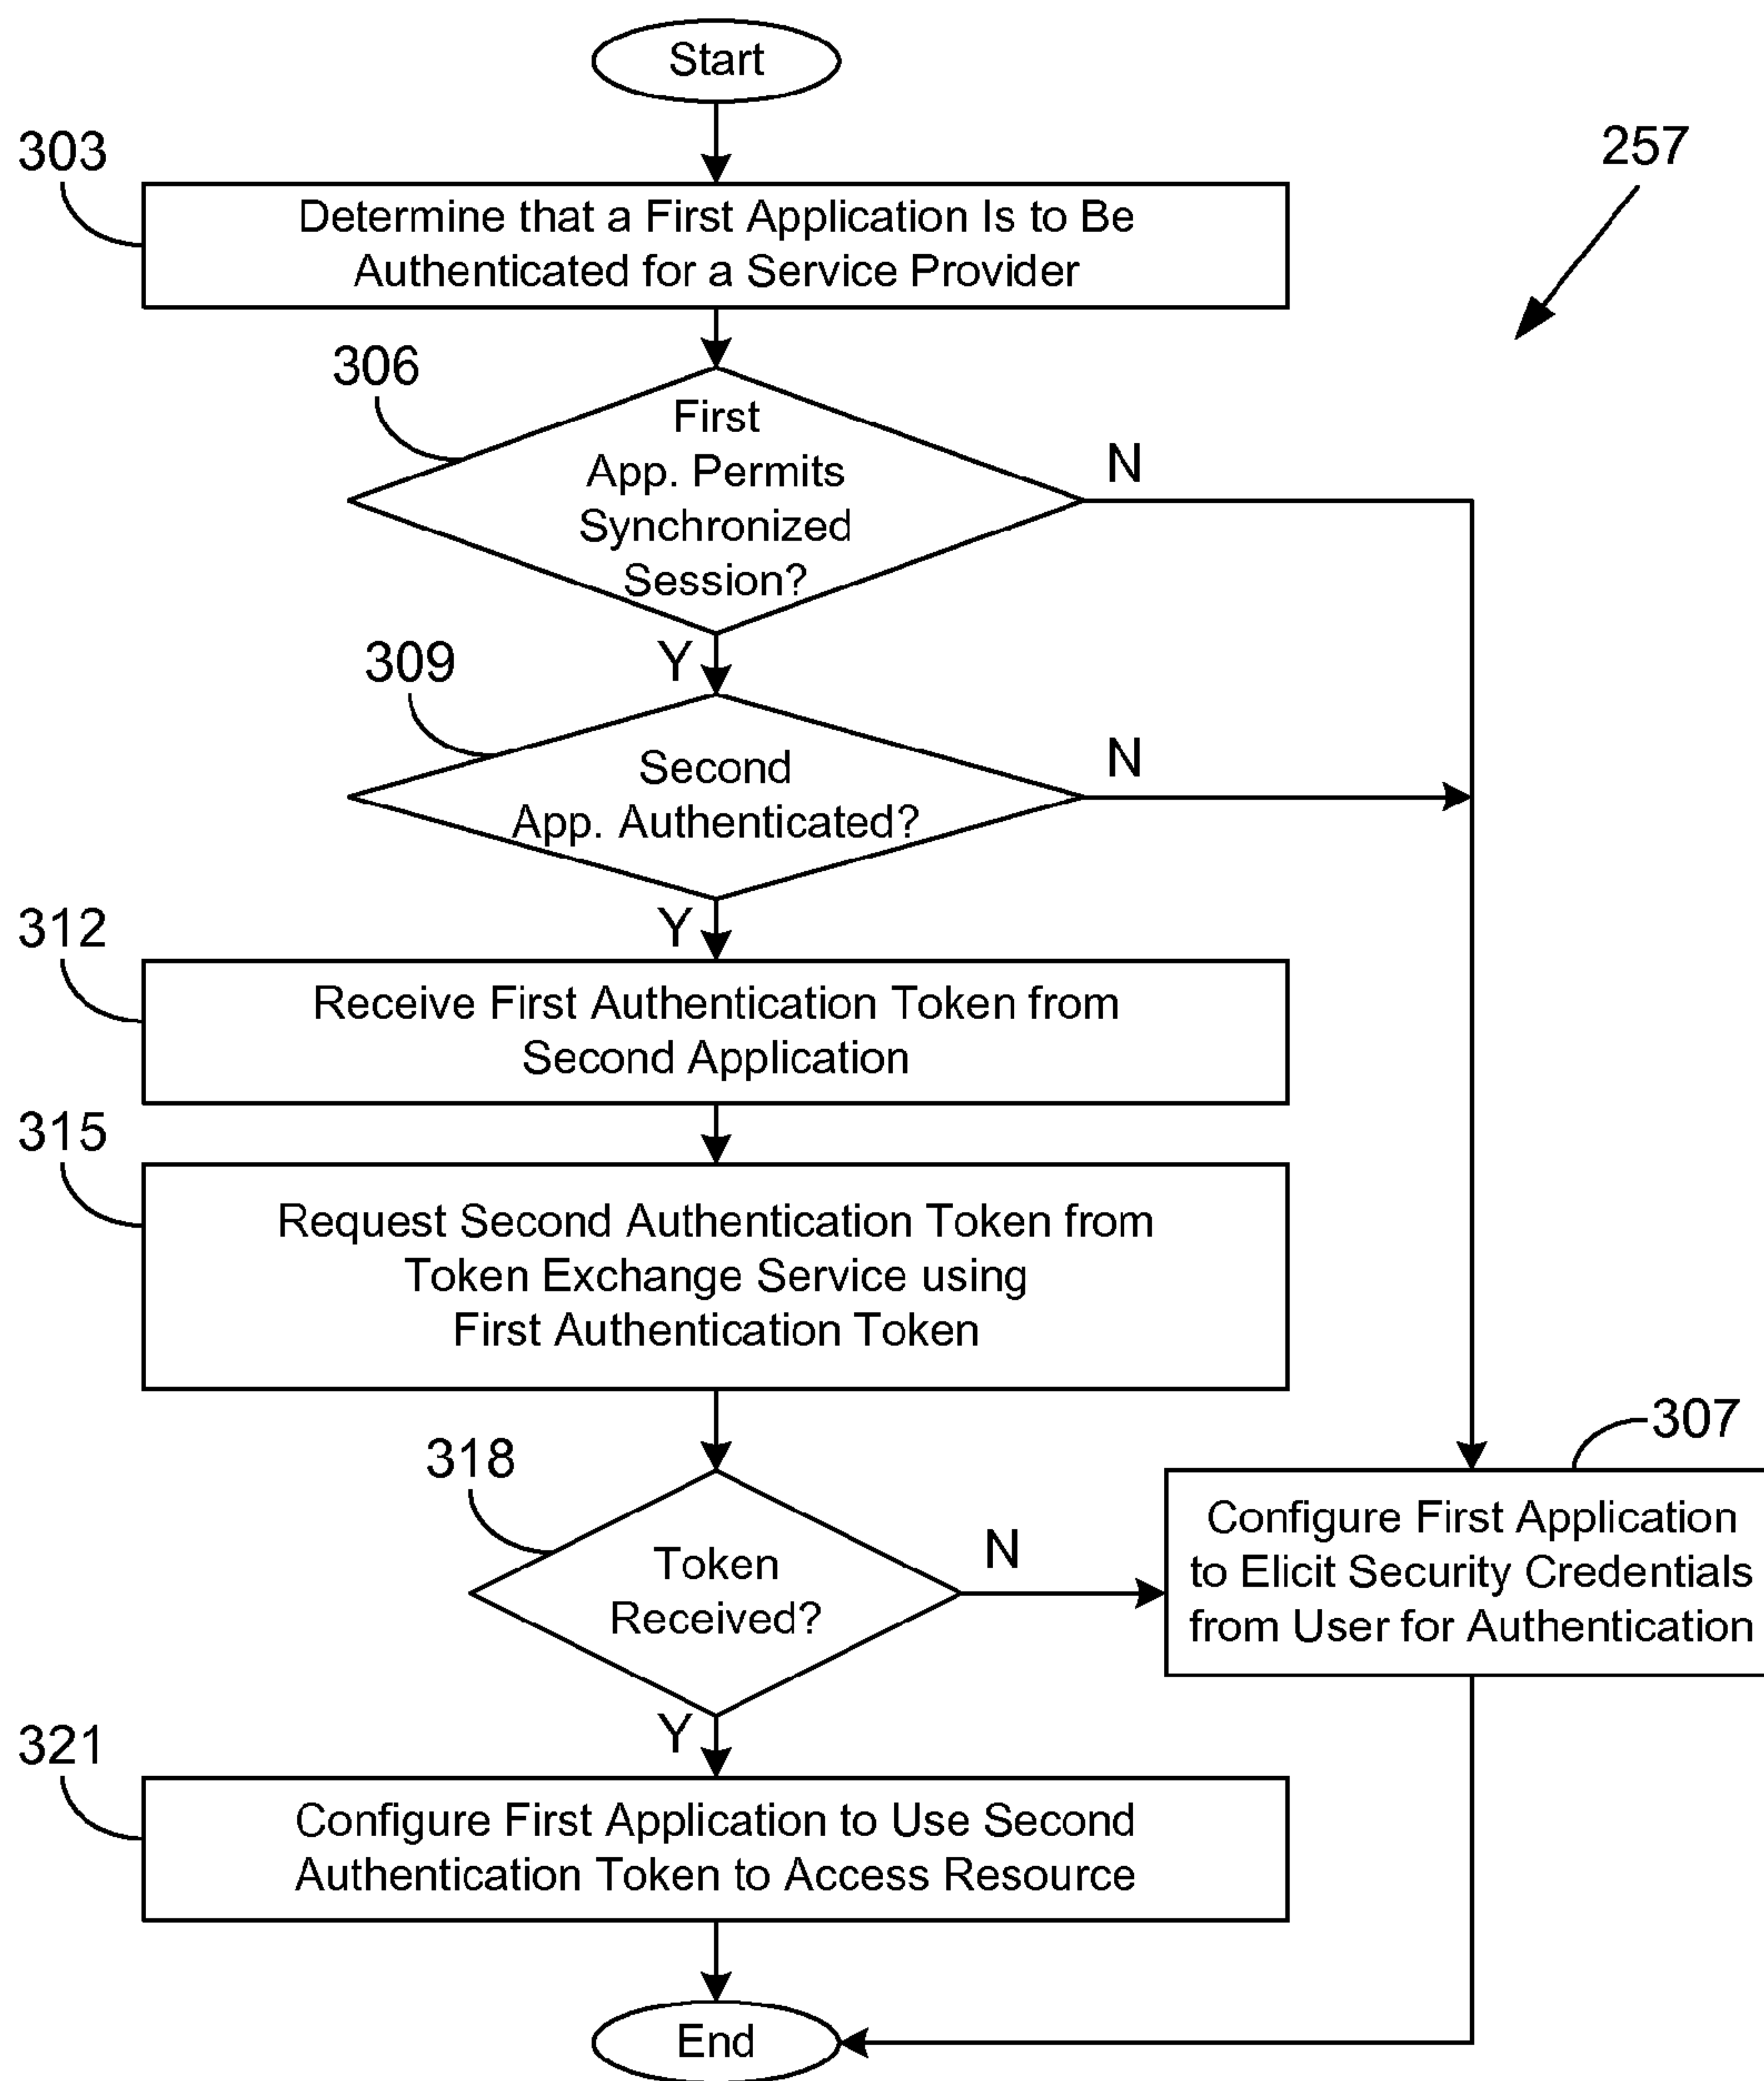 Start
303
257
Determine that a First Application Is to Be
Authenticated for a Service Provider
306
First
App. Permits
Synchronized
Session?
N
Y
309
Second
App. Authenticated?
N
Y
312
Receive First Authentication Token from
Second Application
315
Request Second Authentication Token from
Token Exchange Service using
First Authentication Token
318
Token
Received?
N
307
Configure First Application
to Elicit Security Credentials
from User for Authentication
Y
321
Configure First Application to Use Second
Authentication Token to Access Resource
End